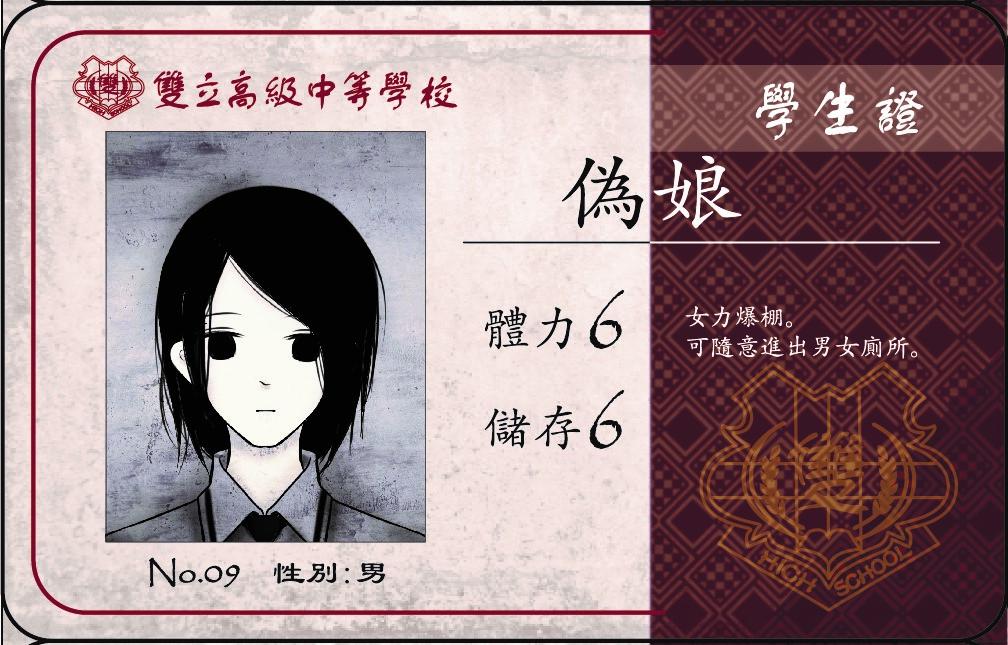 雙立高級中等學校
學生證
偽娘
體力6
儲存6
女力爆棚。
可隨意進出男女廁所。
No.09 性別:男
雙
HIGH SCHOOL